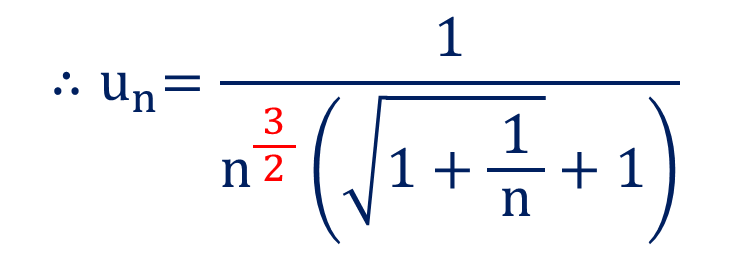 ∴ uₙ = 1 / ( n^(3/2) ( √(1 + 1/n) + 1 ) )